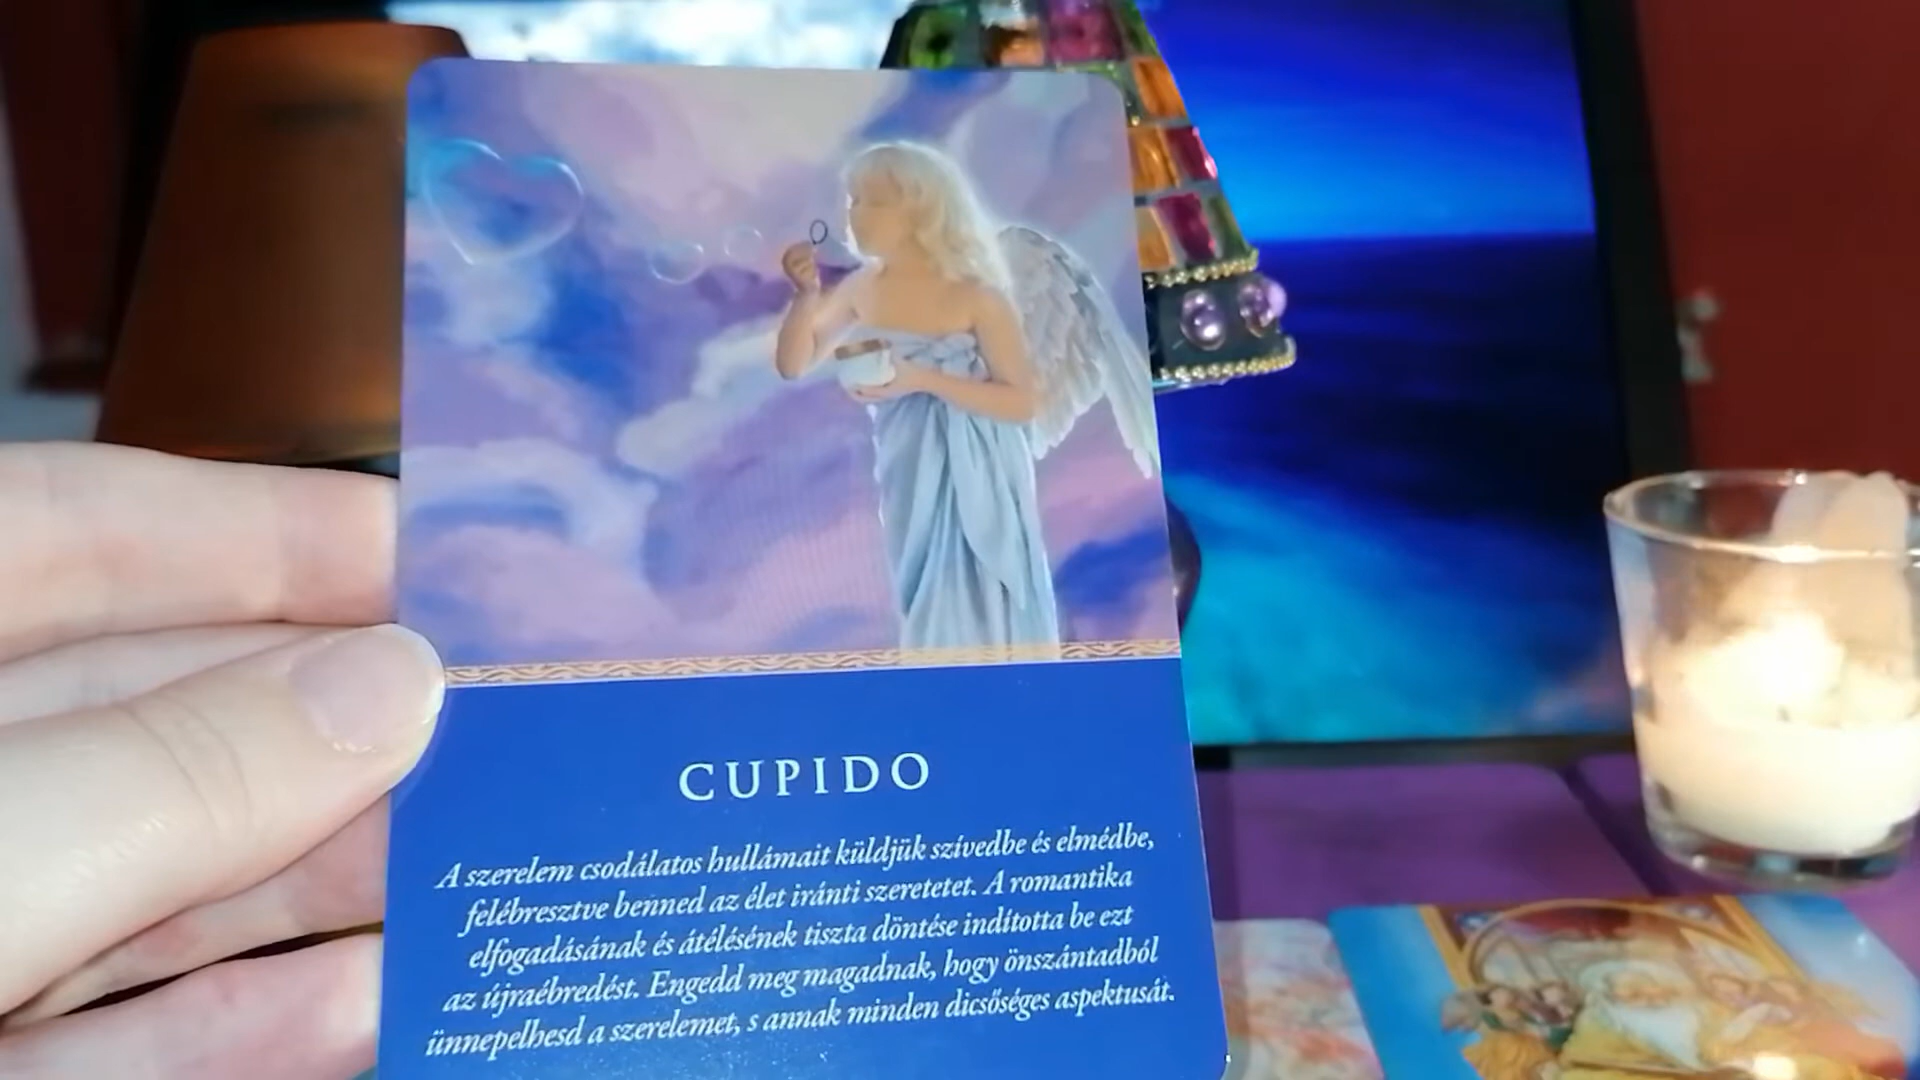 CUPIDO
A szerelem csodálatos hullámait küldjük szívedbe és elmédbe,
felébresztve benned az élet iránti szeretetet. A romantika
elfogadásának és átélésének tiszta döntése indította be ezt
az újraébredést. Engedd meg magadnak, hogy önszántadból
ünnepelhesd a szerelemet, s annak minden dicsőséges aspektusát.